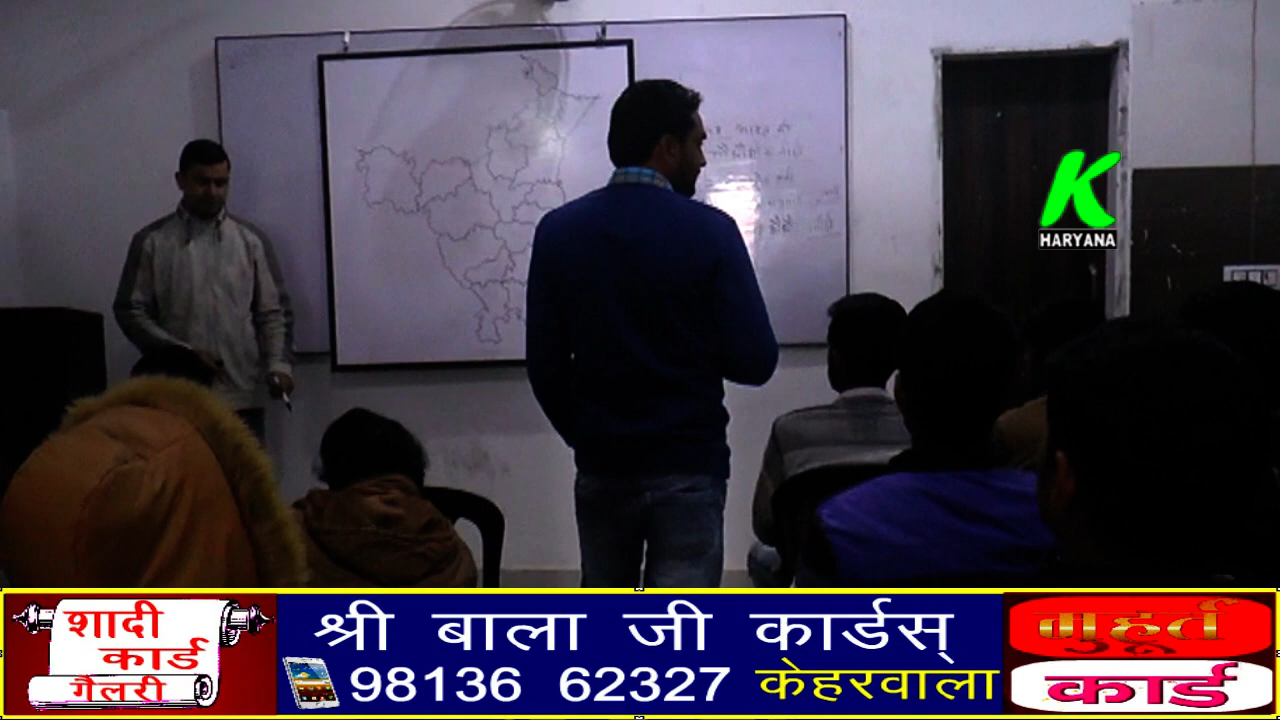 K
HARYANA
शादी
कार्ड
गैलरी
श्री बाला जी कार्डस्
98136 62327 केहरवाला
मुहूर्त
कार्ड